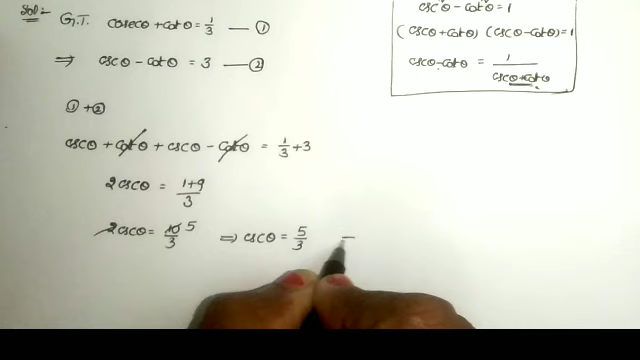 Sol:-
G.T. cosecθ + cotθ = 1/3 — ①
⇒ cscθ - cotθ = 3 — ②
① + ②
cscθ + cotθ + cscθ - cotθ = 1/3 + 3
2cscθ = (1+9)/3
2cscθ = 10/3 5 ⇒ cscθ = 5/3 —
csc²θ - cot²θ = 1
(cscθ + cotθ) (cscθ - cotθ) = 1
cscθ - cotθ = 1/(cscθ + cotθ)